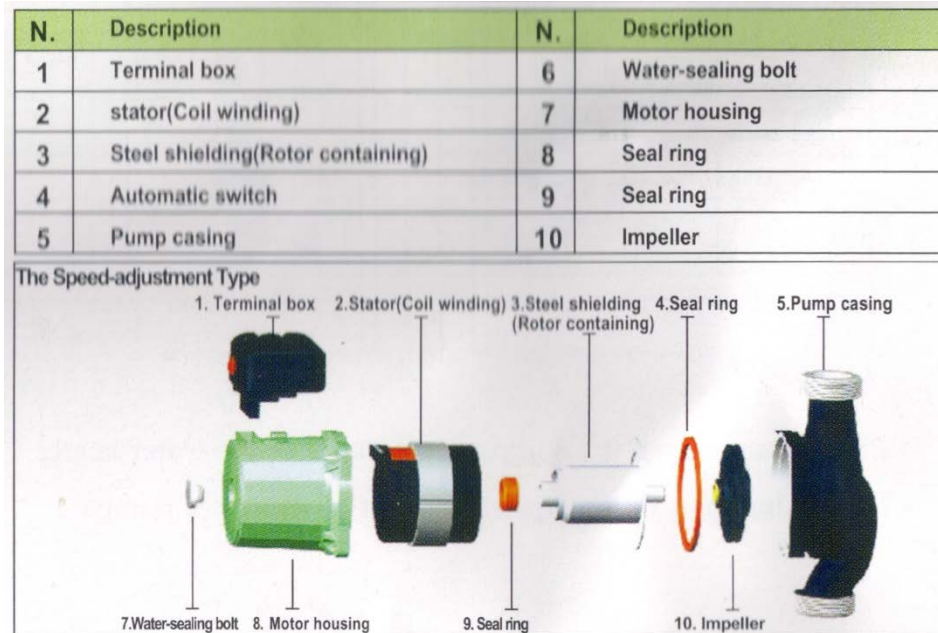 N. Description N. Description
1 Terminal box 6 Water-sealing bolt
2 stator(Coil winding) 7 Motor housing
3 Steel shielding(Rotor containing) 8 Seal ring
4 Automatic switch 9 Seal ring
5 Pump casing 10 Impeller
The Speed-adjustment Type
1. Terminal box 2.Stator(Coil winding) 3.Steel shielding 4.Seal ring 5.Pump casing
(Rotor containing)
7.Water-sealing bolt 8. Motor housing 9. Seal ring 10. Impeller